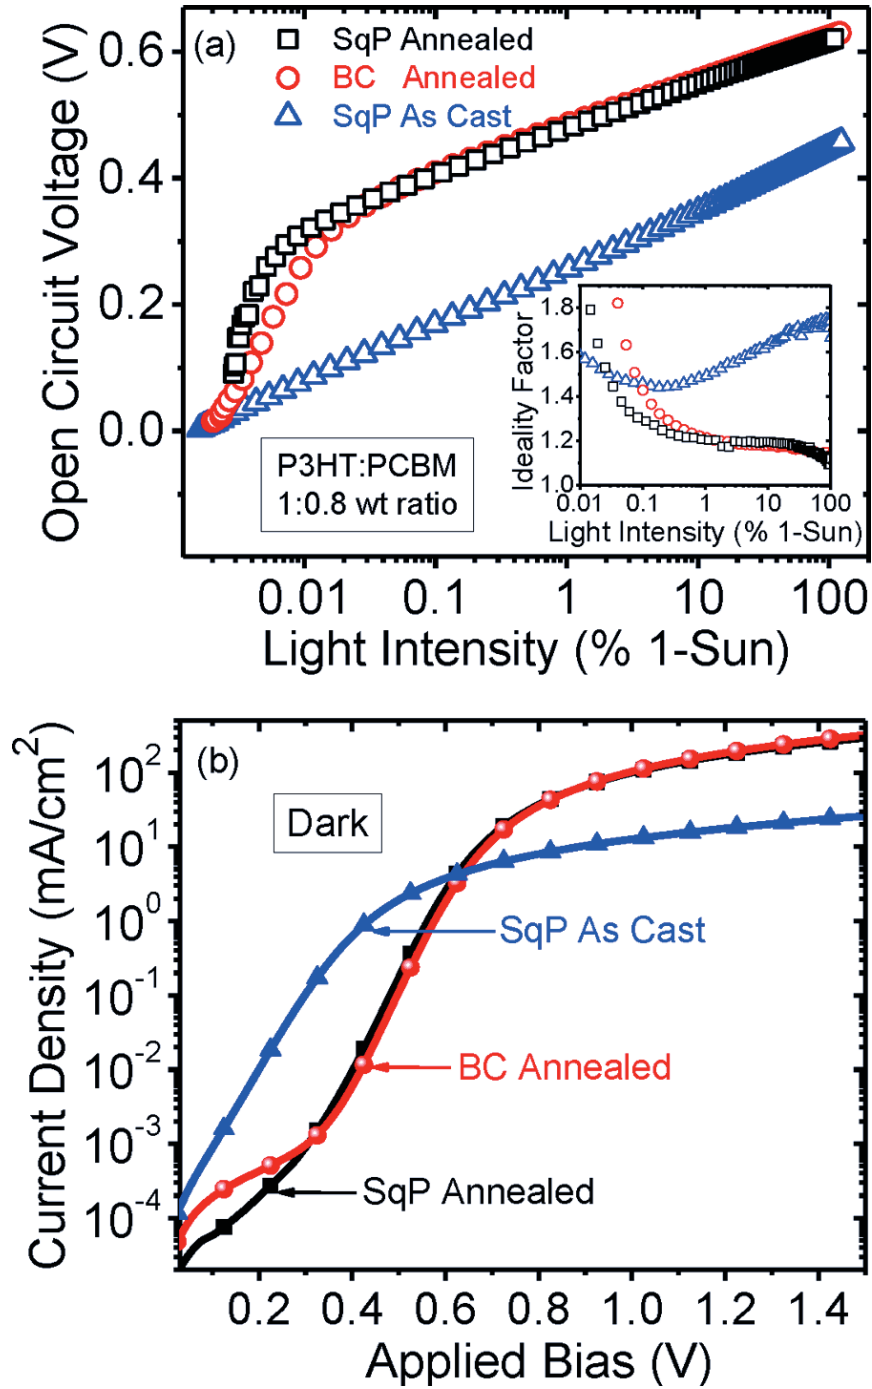 (a)
SqP Annealed
BC Annealed
SqP As Cast
Open Circuit Voltage (V)
0.6
0.4
0.2
0.0
P3HT:PCBM
1:0.8 wt ratio
Ideality Factor
1.8
1.6
1.4
1.2
1.0
0.01 0.1 1 10 100
Light Intensity (% 1-Sun)
0.01 0.1 1 10 100
Light Intensity (% 1-Sun)
(b)
Dark
Current Density (mA/cm²)
10²
10¹
10⁰
10⁻¹
10⁻²
10⁻³
10⁻⁴
SqP As Cast
BC Annealed
SqP Annealed
0.2 0.4 0.6 0.8 1.0 1.2 1.4
Applied Bias (V)